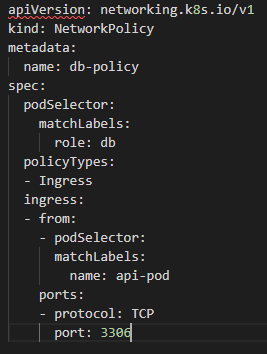 apiVersion: networking.k8s.io/v1
kind: NetworkPolicy
metadata:
  name: db-policy
spec:
  podSelector:
    matchLabels:
      role: db
  policyTypes:
  - Ingress
  ingress:
  - from:
    - podSelector:
      matchLabels:
        name: api-pod
    ports:
    - protocol: TCP
      port: 3306